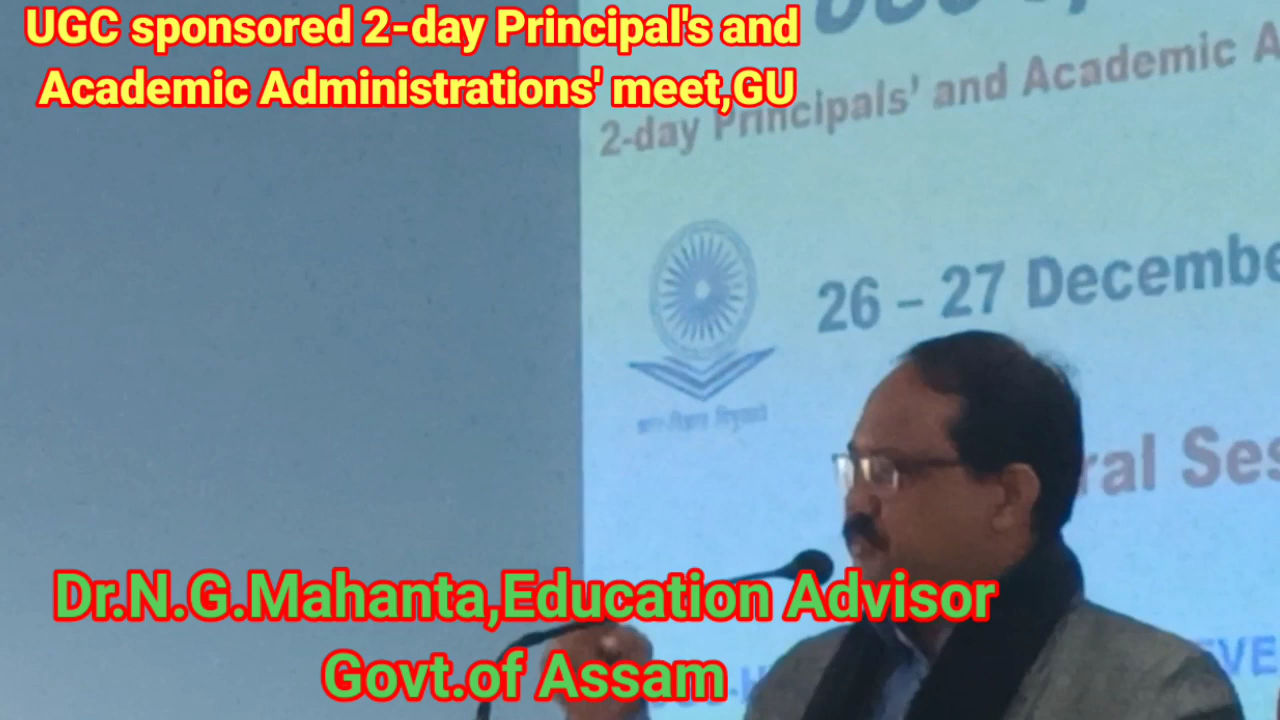 UGC sponsored 2-day Principal's and
Academic Administrations' meet,GU
2-day Principals' and Academic A
26 – 27 Decembe
ral Ses
Dr.N.G.Mahanta,Education Advisor
Govt.of Assam
EVE